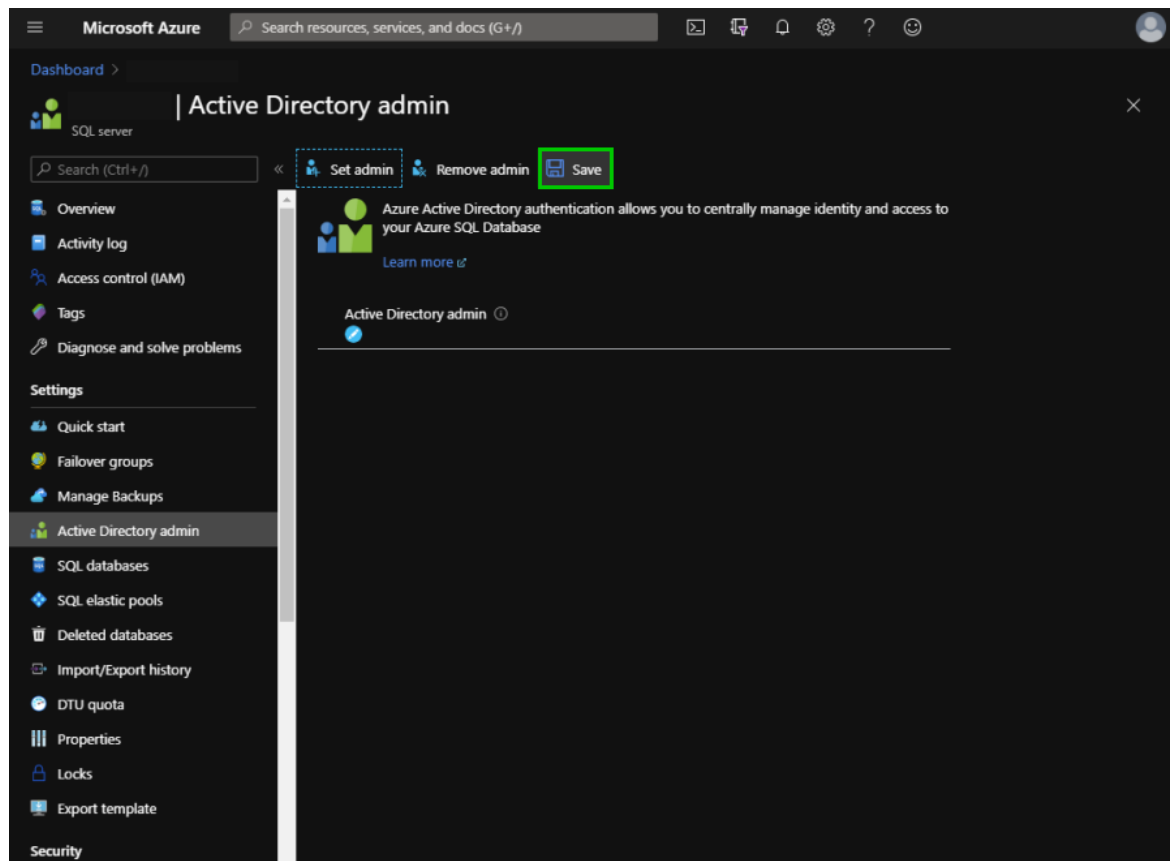 Microsoft Azure
Search resources, services, and docs (G+/)
Dashboard >
| Active Directory admin
SQL server
Search (Ctrl+/)
«
Set admin
Remove admin
Save
Overview
Activity log
Access control (IAM)
Tags
Diagnose and solve problems
Settings
Quick start
Failover groups
Manage Backups
Active Directory admin
SQL databases
SQL elastic pools
Deleted databases
Import/Export history
DTU quota
Properties
Locks
Export template
Security
Azure Active Directory authentication allows you to centrally manage identity and access to
your Azure SQL Database
Learn more
Active Directory admin